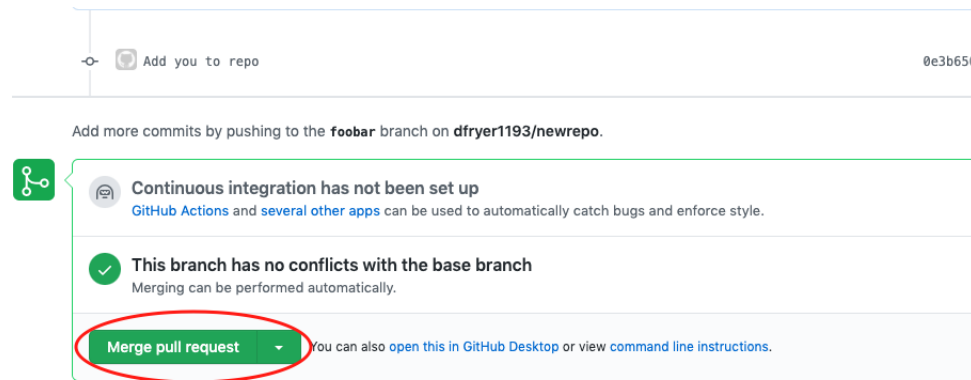 Add you to repo 0e3b65
Add more commits by pushing to the foobar branch on dfryer1193/newrepo.
Continuous integration has not been set up
GitHub Actions and several other apps can be used to automatically catch bugs and enforce style.
This branch has no conflicts with the base branch
Merging can be performed automatically.
Merge pull request You can also open this in GitHub Desktop or view command line instructions.